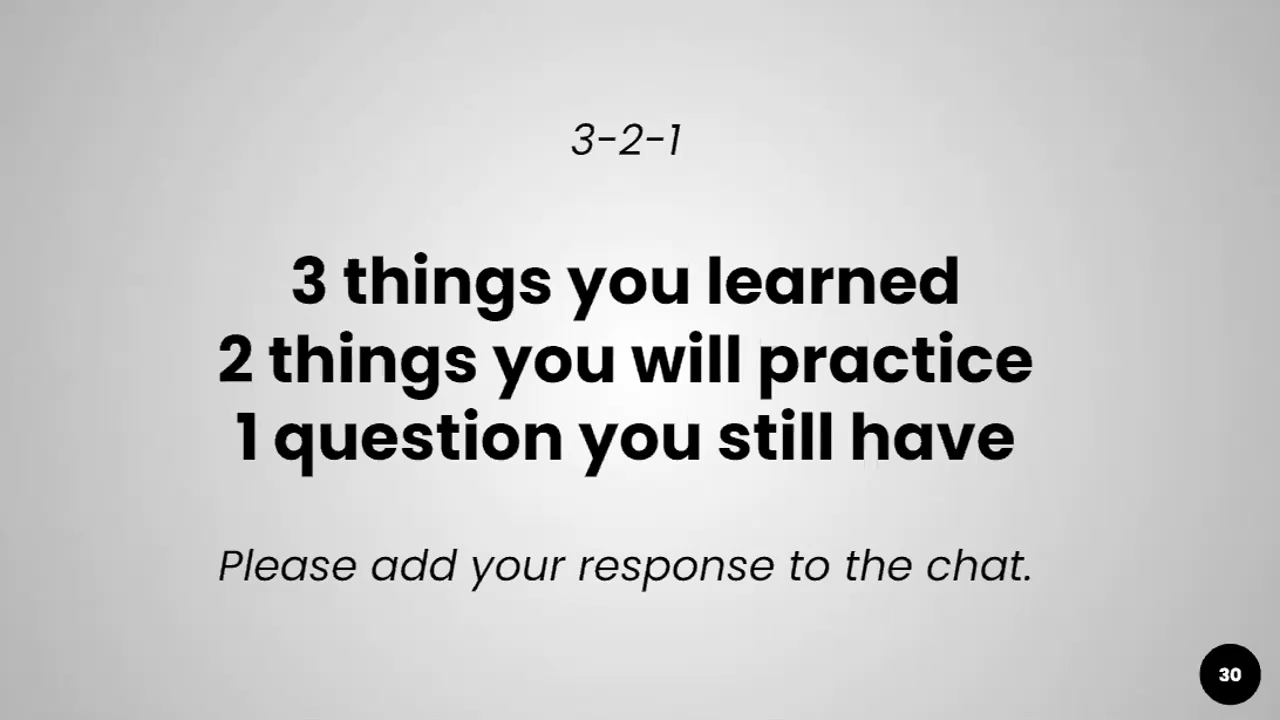 3-2-1
3 things you learned
2 things you will practice
1 question you still have
Please add your response to the chat.
30